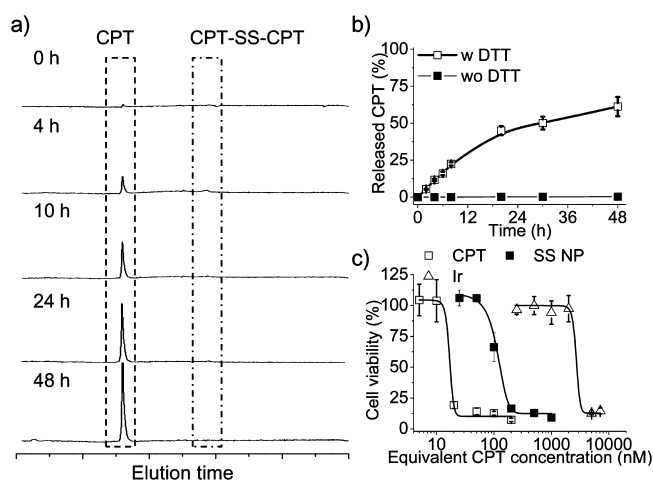 a)
CPT
CPT-SS-CPT
0 h
4 h
10 h
24 h
48 h
Elution time
b)
100
75
50
25
0
Released CPT (%)
w DTT
wo DTT
0 12 24 36 48
Time (h)
c)
CPT
SS NP
Ir
125
100
75
50
25
0
Cell viability (%)
10 100 1000 10000
Equivalent CPT concentration (nM)